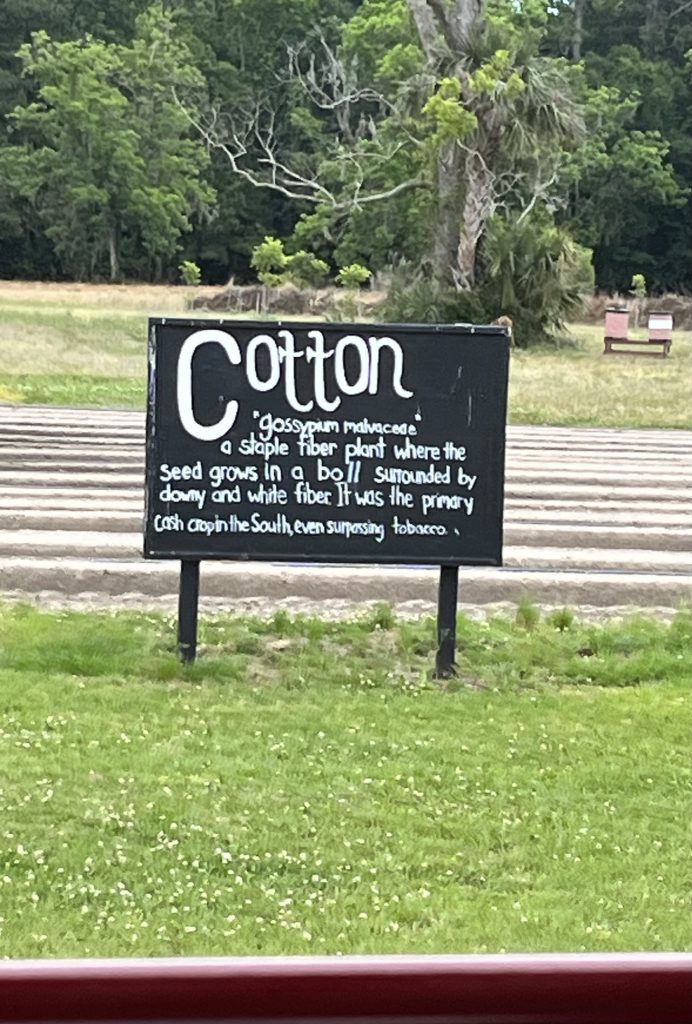 Cotton
"gossypium malvaceae"
a staple fiber plant where the
seed grows in a boll surrounded by
downy and white fiber. It was the primary
cash crop in the South, even surpassing tobacco.